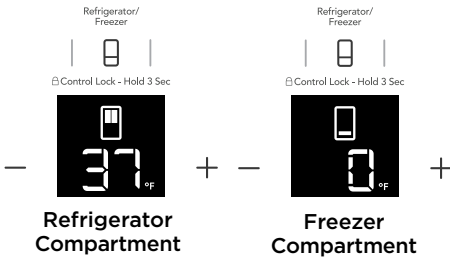 Refrigerator/
Freezer
Control Lock - Hold 3 Sec
37 °F
− +
Refrigerator
Compartment
Refrigerator/
Freezer
Control Lock - Hold 3 Sec
0 °F
− +
Freezer
Compartment